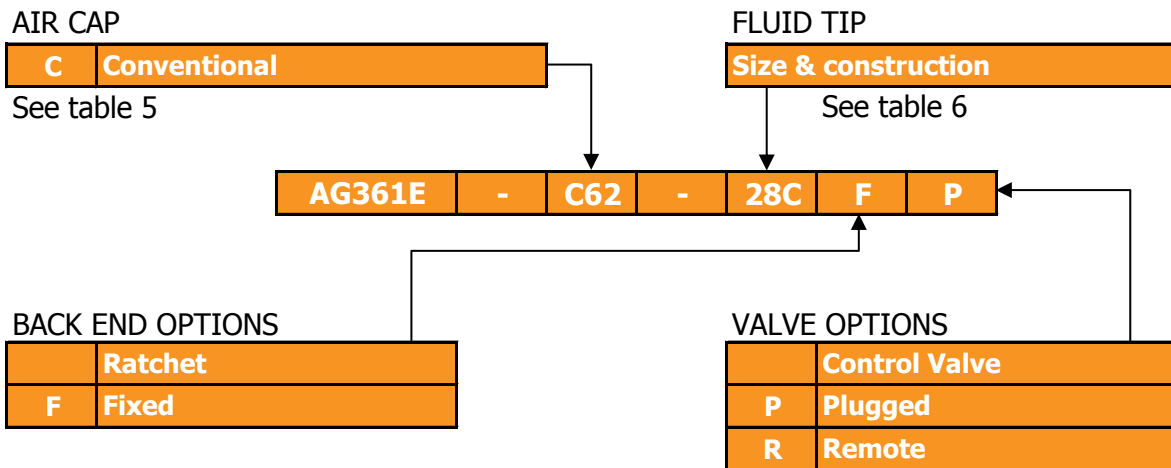 AIR CAP
FLUID TIP
C Conventional
Size & construction
See table 5
See table 6
AG361E - C62 - 28C F P
BACK END OPTIONS
VALVE OPTIONS
Ratchet
Control Valve
F Fixed
P Plugged
R Remote